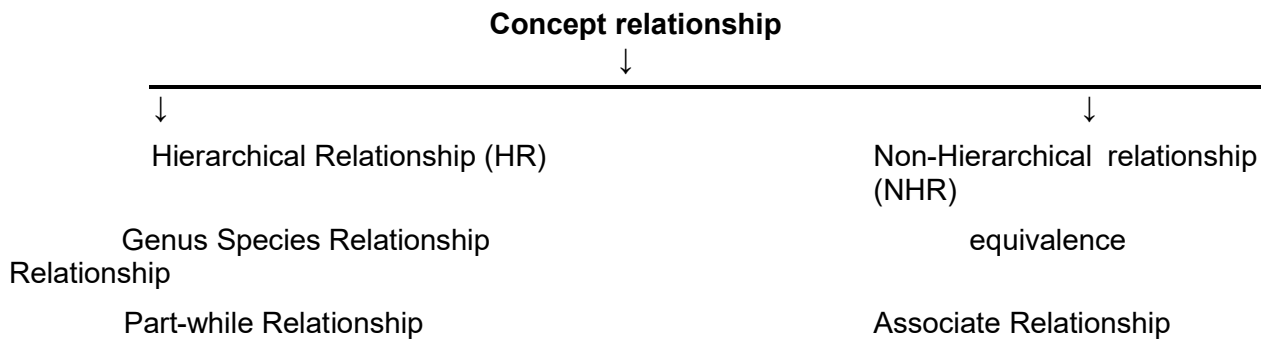 Concept relationship
↓
↓ ↓
Hierarchical Relationship (HR) Non-Hierarchical relationship
(NHR)
Genus Species Relationship equivalence
Relationship
Part-while Relationship Associate Relationship